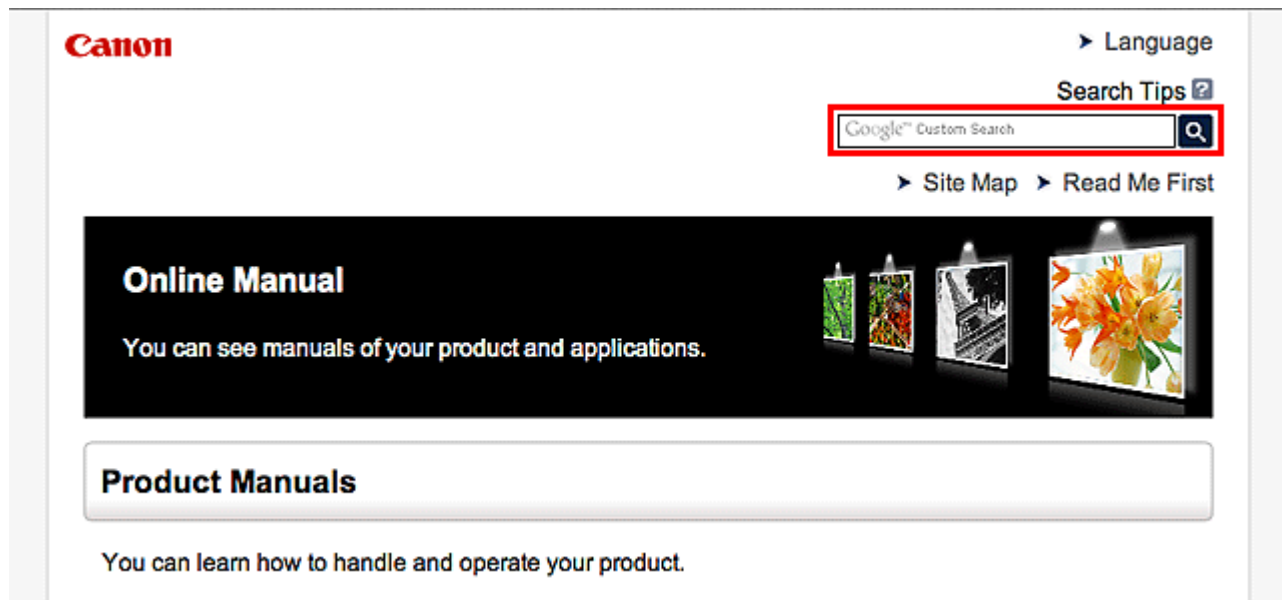 Canon
➤ Language
Search Tips ?
Google™ Custom Search
➤ Site Map ➤ Read Me First
Online Manual
You can see manuals of your product and applications.
Product Manuals
You can learn how to handle and operate your product.